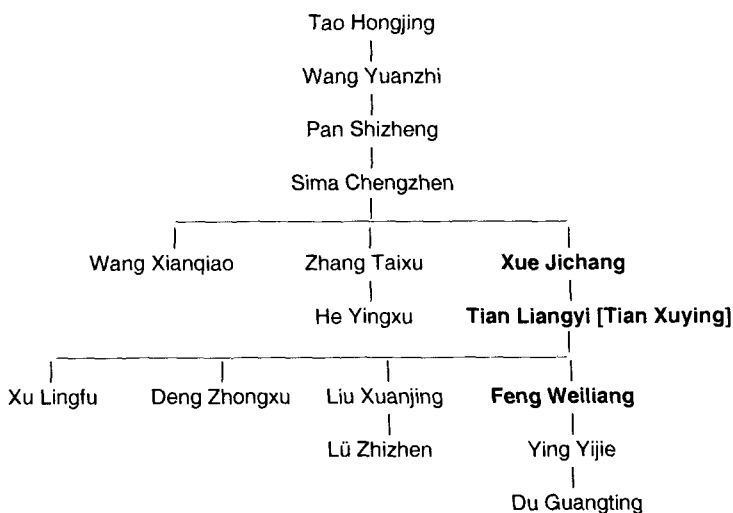 Tao Hongjing
Wang Yuanzhi
Pan Shizheng
Sima Chengzhen
Wang Xianqiao Zhang Taixu Xue Jichang
He Yingxu Tian Liangyi [Tian Xuying]
Xu Lingfu Deng Zhongxu Liu Xuanjing Feng Weiliang
Lü Zhizhen Ying Yijie
Du Guangting